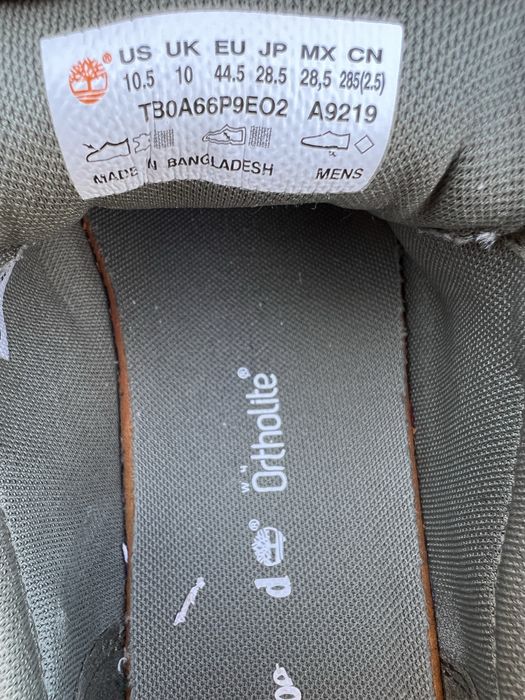 US UK EU JP MX CN
10.5 10 44.5 28.5 28,5 285(2.5)
TB0A66P9EO2 A9219
MADE IN BANGLADESH MENS
Ortholite®